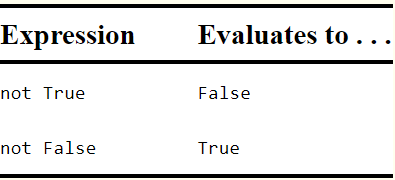 Expression Evaluates to . . .
not True False
not False True